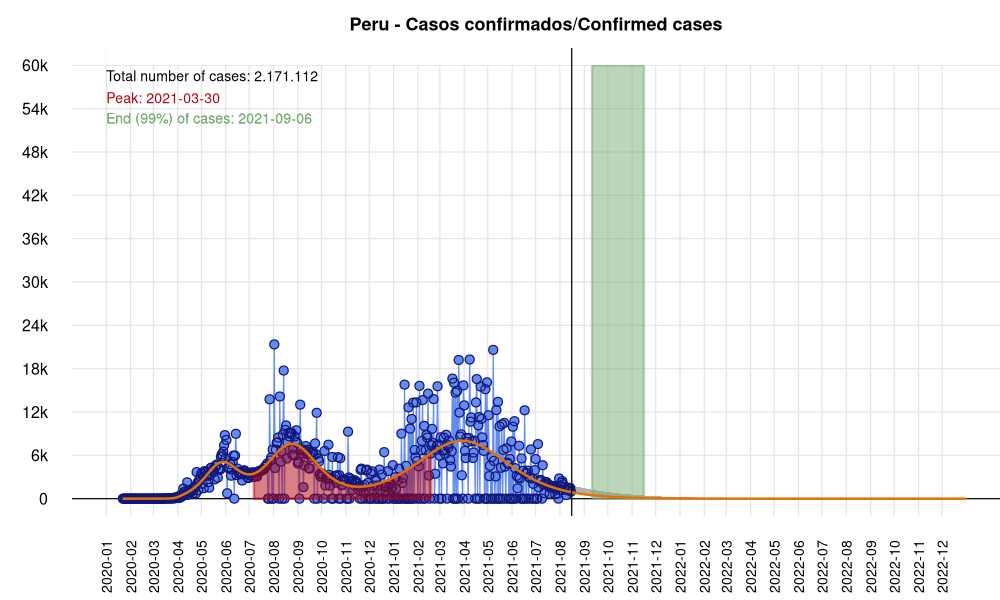 Peru - Casos confirmados/Confirmed cases
Total number of cases: 2.171.112
Peak: 2021-03-30
End (99%) of cases: 2021-09-06
60k
54k
48k
42k
36k
30k
24k
18k
12k
6k
0
2020-01
2020-02
2020-03
2020-04
2020-05
2020-06
2020-07
2020-08
2020-09
2020-10
2020-11
2020-12
2021-01
2021-02
2021-03
2021-04
2021-05
2021-06
2021-07
2021-08
2021-09
2021-10
2021-11
2021-12
2022-01
2022-02
2022-03
2022-04
2022-05
2022-06
2022-07
2022-08
2022-09
2022-10
2022-11
2022-12